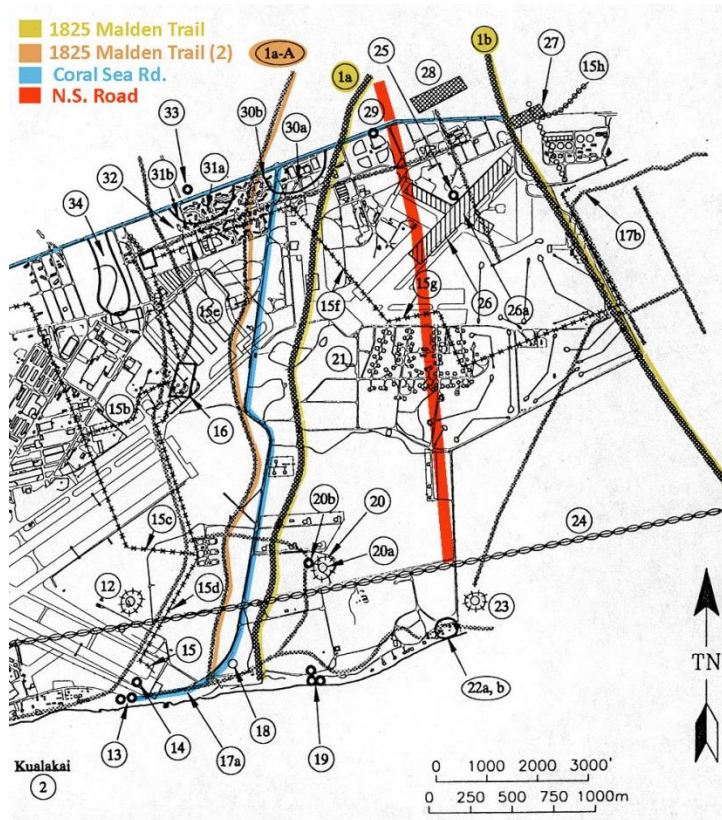 1825 Malden Trail
1825 Malden Trail (2)
Coral Sea Rd.
N.S. Road
1a-A
1a
1b
25
28
27
15h
33
30b
30a
29
31a
31b
32
34
17b
15e
15f
15g
26
26a
21
15b
16
24
15c
20b
20
20a
12
15d
23
15
TN
22a, b
13
14
17a
18
19
Kualakai
2
0 1000 2000 3000'
0 250 500 750 1000m